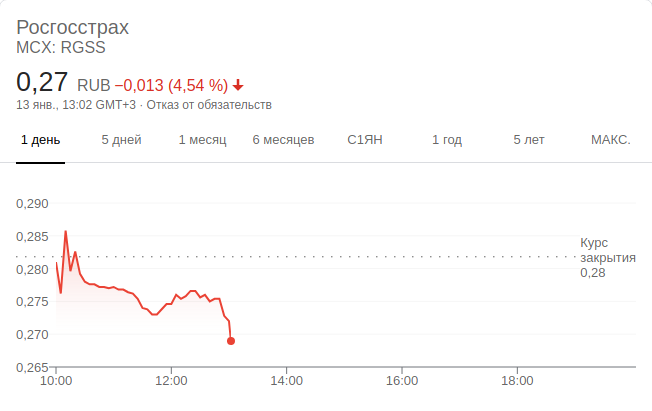 Росгосстрах
MCX: RGSS
0,27 RUB −0,013 (4,54 %)
13 янв., 13:02 GMT+3 · Отказ от обязательств
1 день 5 дней 1 месяц 6 месяцев С1ЯН 1 год 5 лет МАКС.
0,290
0,285
Курс
закрытия
0,28
0,280
0,275
0,270
0,265
10:00 12:00 14:00 16:00 18:00